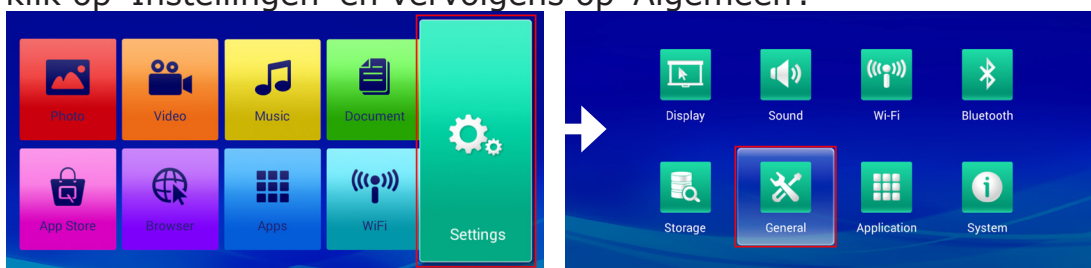 Klik op 'Instellingen' en vervolgens op 'Algemeen'.
Photo Video Music Document
App Store Browser Apps WiFi Settings
Display Sound Wi-Fi Bluetooth
Storage General Application System